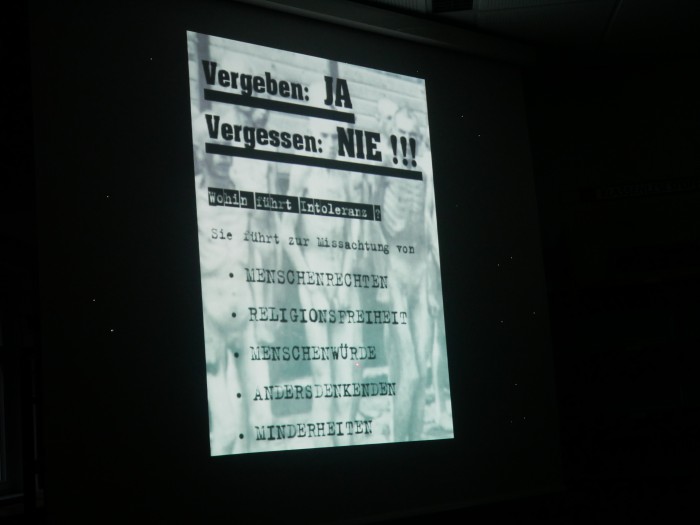 Vergeben: JA
Vergessen: NIE !!!
Wohin führt Intoleranz ?
Sie führt zur Missachtung von
• MENSCHENRECHTEN
• RELIGIONSFREIHEIT
• MENSCHENWÜRDE
• ANDERSDENKENDEN
• MINDERHEITEN